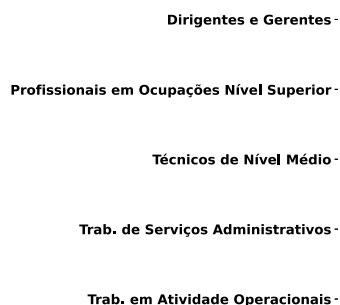 Dirigentes e Gerentes
Profissionais em Ocupações Nível Superior
Técnicos de Nível Médio
Trab. de Serviços Administrativos
Trab. em Atividade Operacionais